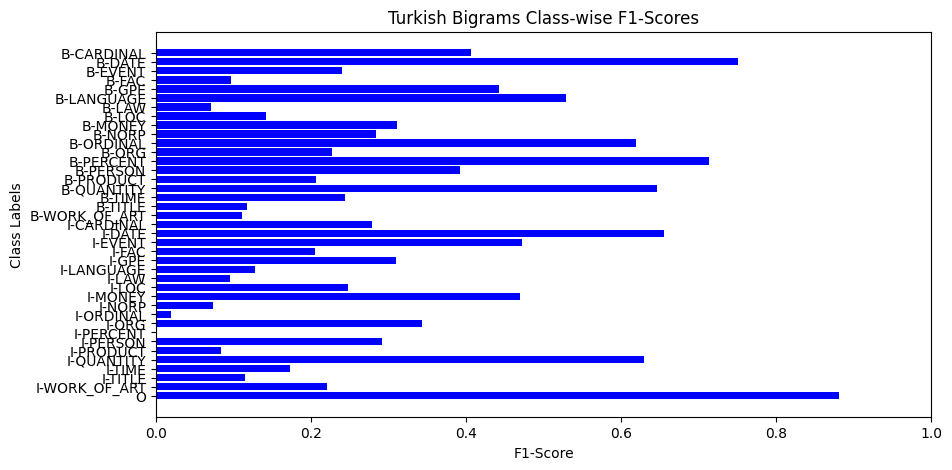 Turkish Bigrams Class-wise F1-Scores
Class Labels
B-CARDINAL
B-DATE
B-EVENT
B-FAC
B-GPE
B-LANGUAGE
B-LAW
B-LOC
B-MONEY
B-NORP
B-ORDINAL
B-ORG
B-PERCENT
B-PERSON
B-PRODUCT
B-QUANTITY
B-TIME
B-TITLE
B-WORK_OF_ART
I-CARDINAL
I-DATE
I-EVENT
I-FAC
I-GPE
I-LANGUAGE
I-LAW
I-LOC
I-MONEY
I-NORP
I-ORDINAL
I-ORG
I-PERCENT
I-PERSON
I-PRODUCT
I-QUANTITY
I-TIME
I-TITLE
I-WORK_OF_ART
O
0.0 0.2 0.4 0.6 0.8 1.0
F1-Score